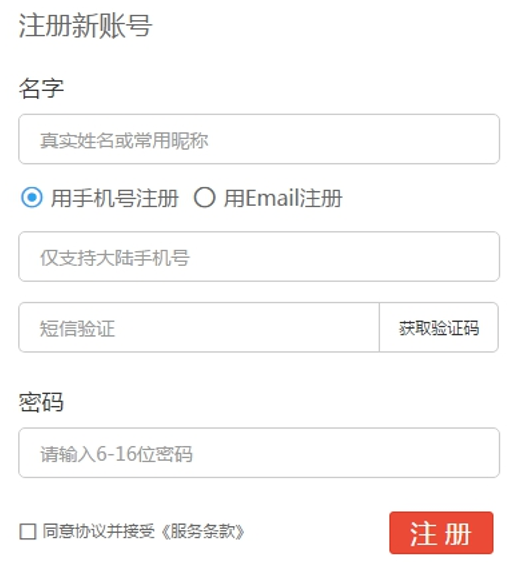 注册新账号
名字
真实姓名或常用昵称
用手机号注册 用Email注册
仅支持大陆手机号
短信验证 获取验证码
密码
请输入6-16位密码
同意协议并接受《服务条款》 注 册